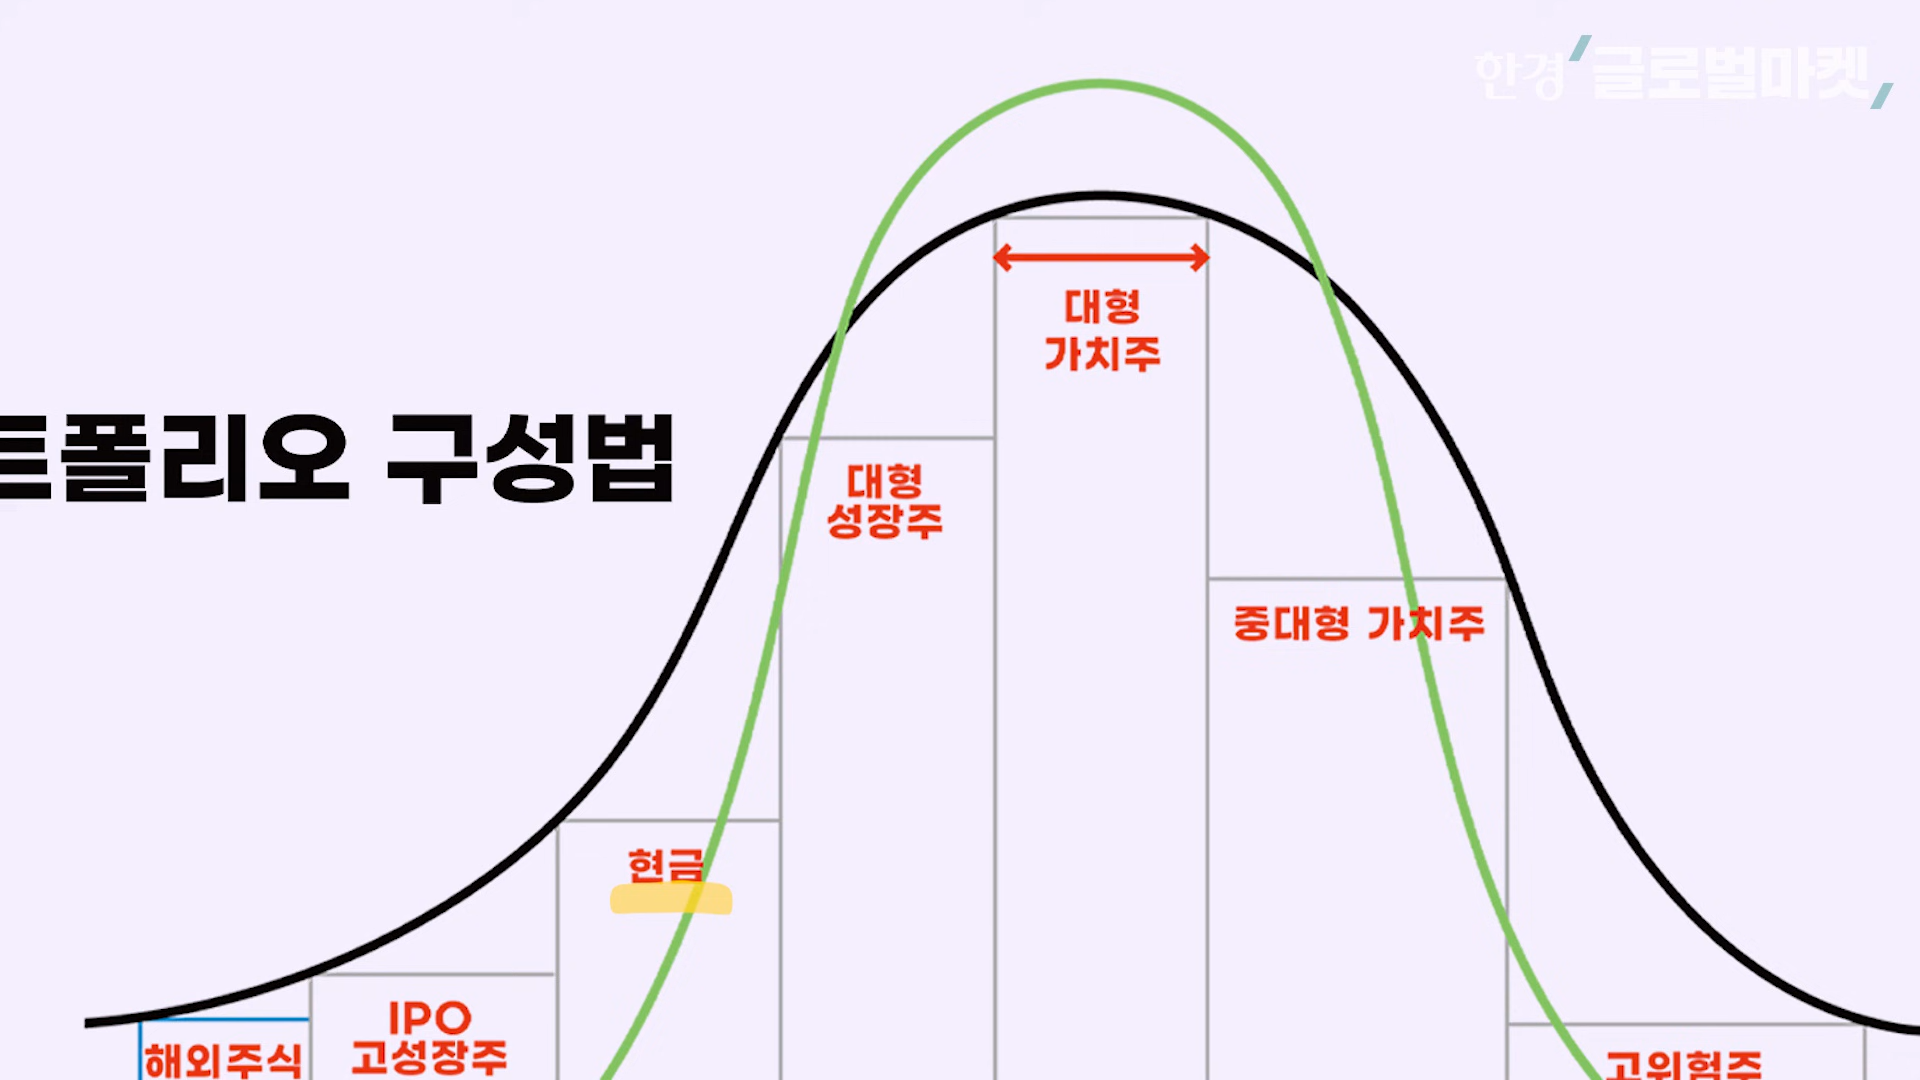 한경 글로벌마켓
대형
가치주
트폴리오 구성법
대형
성장주
중대형 가치주
현금
IPO
고성장주
해외주식
고위험주